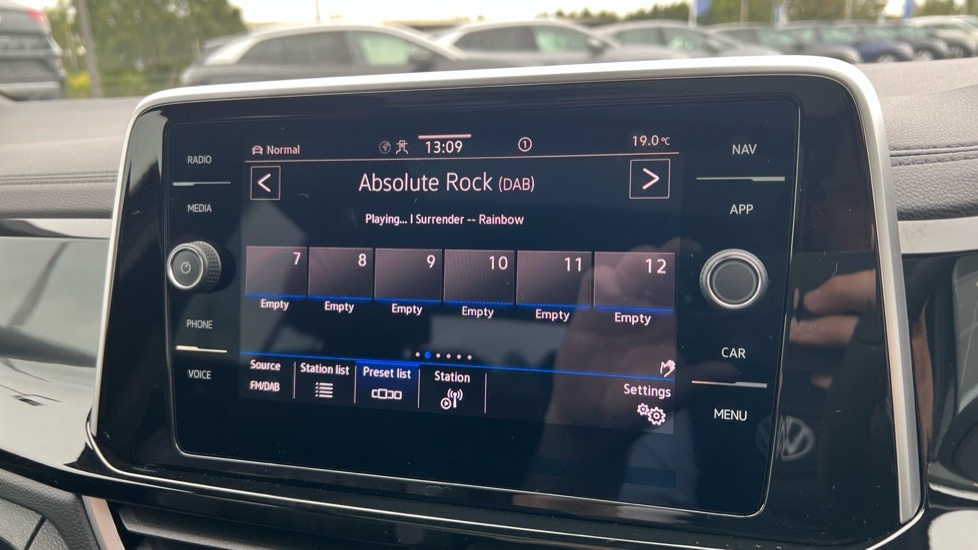 Normal
13:09
1
19.0°C
RADIO
MEDIA
PHONE
VOICE
<
Absolute Rock (DAB)
>
Playing... I Surrender -- Rainbow
7 8 9 10 11 12
Empty Empty Empty Empty Empty Empty
Source
FM/DAB
Station list
Preset list
Station
Settings
NAV
APP
CAR
MENU